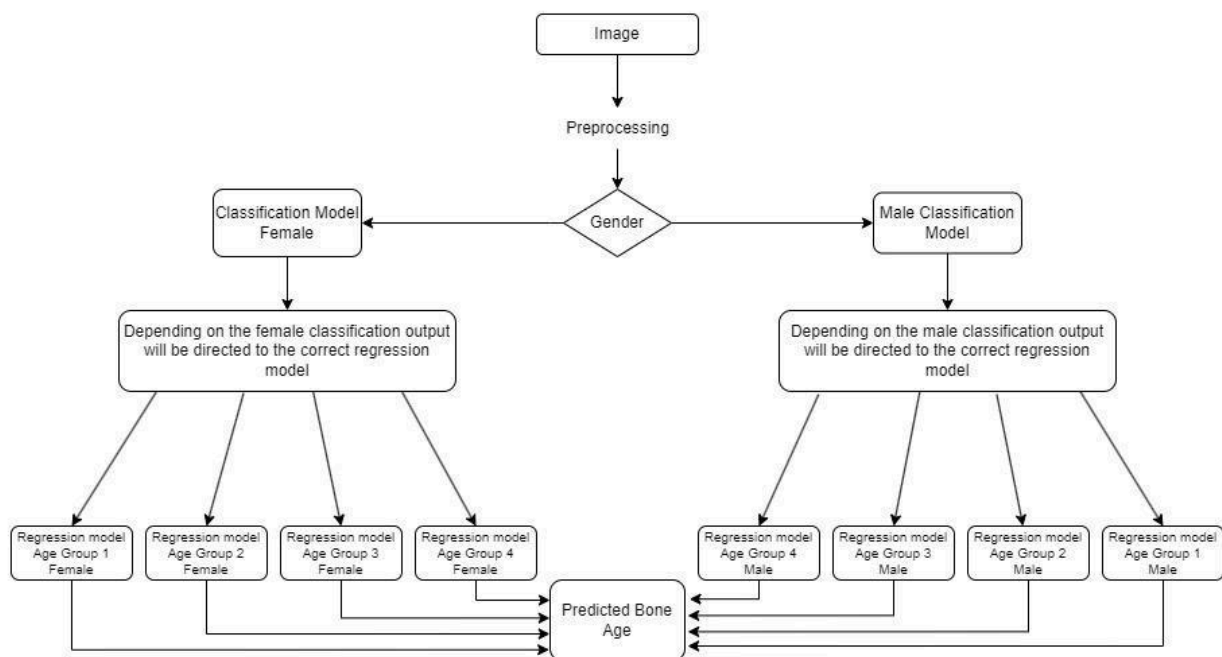 Image
Preprocessing
Gender
Classification Model
Female
Male Classification
Model
Depending on the female classification output
will be directed to the correct regression
model
Depending on the male classification output
will be directed to the correct regression
model
Regression model
Age Group 1
Female
Regression model
Age Group 2
Female
Regression model
Age Group 3
Female
Regression model
Age Group 4
Female
Regression model
Age Group 4
Male
Regression model
Age Group 3
Male
Regression model
Age Group 2
Male
Regression model
Age Group 1
Male
Predicted Bone
Age